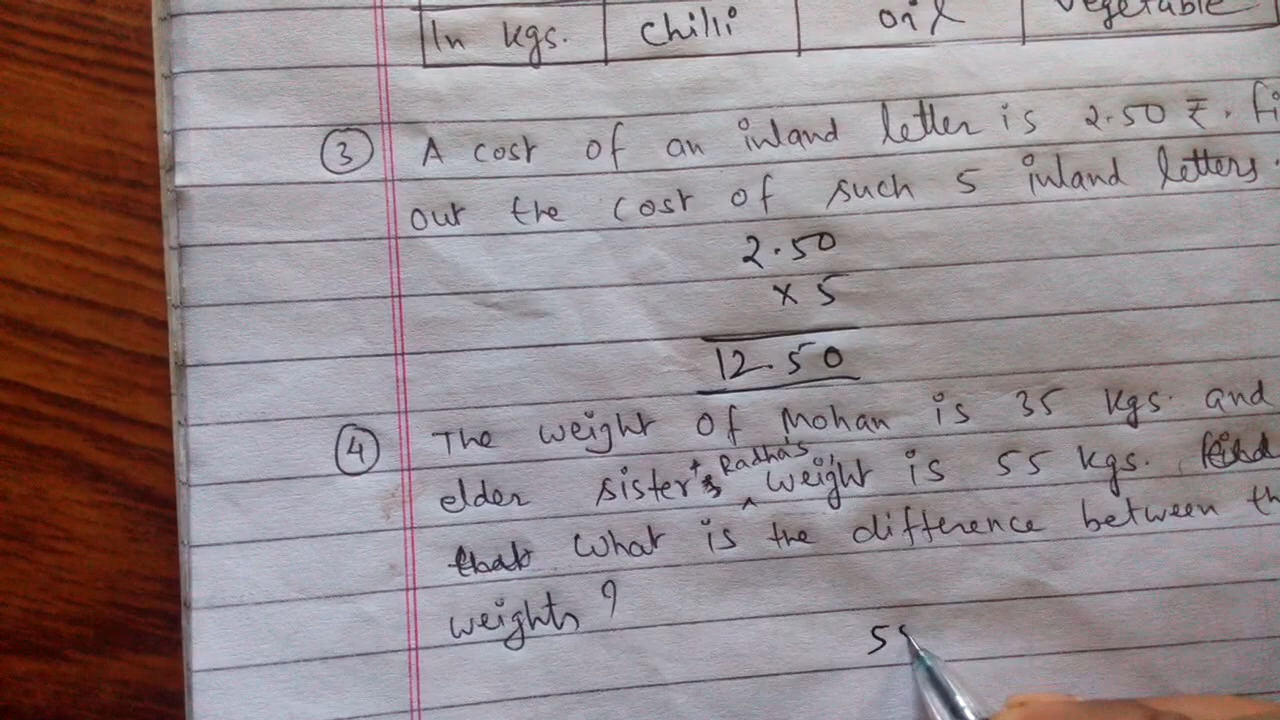 In kgs. Chilli Oil Vegetable
③ A cost of an inland letter is 2.50 ₹. Fi
out the cost of such 5 inland letters.
2.50
x 5
12.50
④ The weight of Mohan is 35 kgs. and
Radha's
elder sister's weight is 55 kgs. Find
that What is the difference between th
weights ?
55